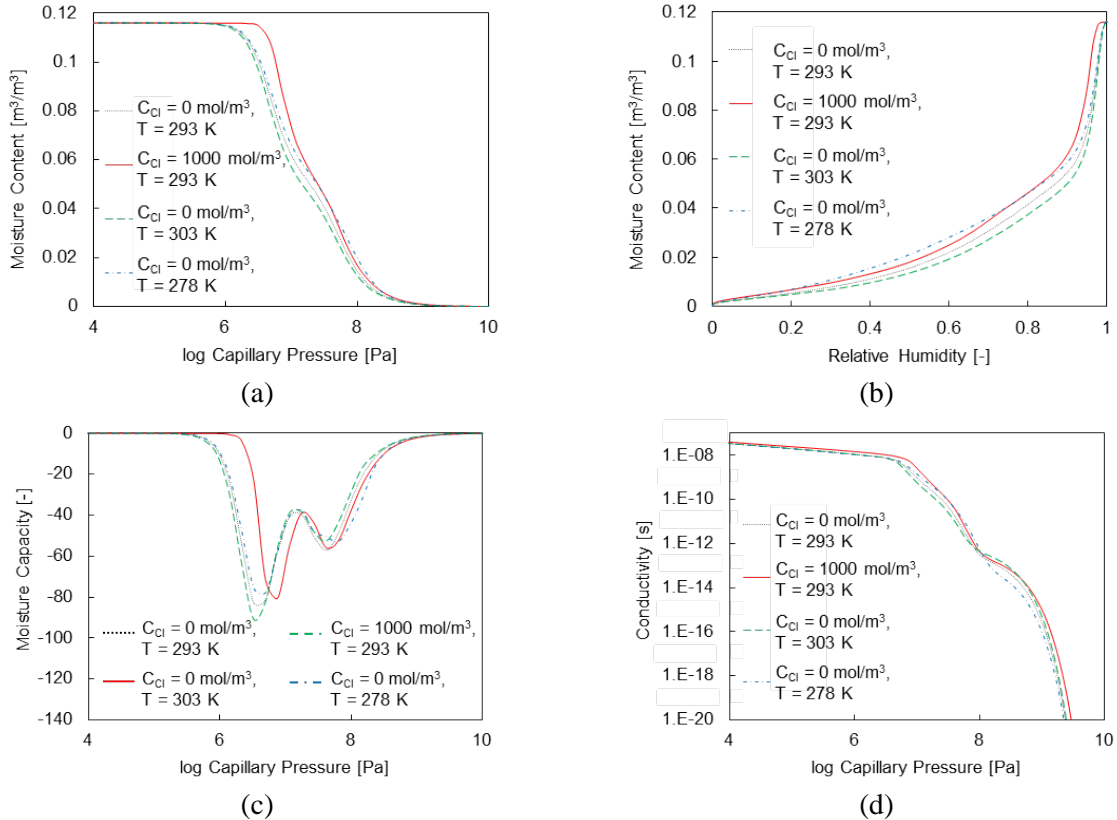 0.12
0.1
0.08
0.06
0.04
0.02
0
Moisture Content [m³/m³]
C_Cl = 0 mol/m³,
T = 293 K
C_Cl = 1000 mol/m³,
T = 293 K
C_Cl = 0 mol/m³,
T = 303 K
C_Cl = 0 mol/m³,
T = 278 K
4 6 8 10
log Capillary Pressure [Pa]
(a)
0.12
0.1
0.08
0.06
0.04
0.02
0
Moisture Content [m³/m³]
C_Cl = 0 mol/m³,
T = 293 K
C_Cl = 1000 mol/m³,
T = 293 K
C_Cl = 0 mol/m³,
T = 303 K
C_Cl = 0 mol/m³,
T = 278 K
0 0.2 0.4 0.6 0.8 1
Relative Humidity [-]
(b)
0
-20
-40
-60
-80
-100
-120
-140
Moisture Capacity [-]
C_Cl = 0 mol/m³,
T = 293 K
C_Cl = 1000 mol/m³,
T = 293 K
C_Cl = 0 mol/m³,
T = 303 K
C_Cl = 0 mol/m³,
T = 278 K
4 6 8 10
log Capillary Pressure [Pa]
(c)
1.E-08
1.E-10
1.E-12
1.E-14
1.E-16
1.E-18
1.E-20
Conductivity [s]
C_Cl = 0 mol/m³,
T = 293 K
C_Cl = 1000 mol/m³,
T = 293 K
C_Cl = 0 mol/m³,
T = 303 K
C_Cl = 0 mol/m³,
T = 278 K
4 6 8 10
log Capillary Pressure [Pa]
(d)